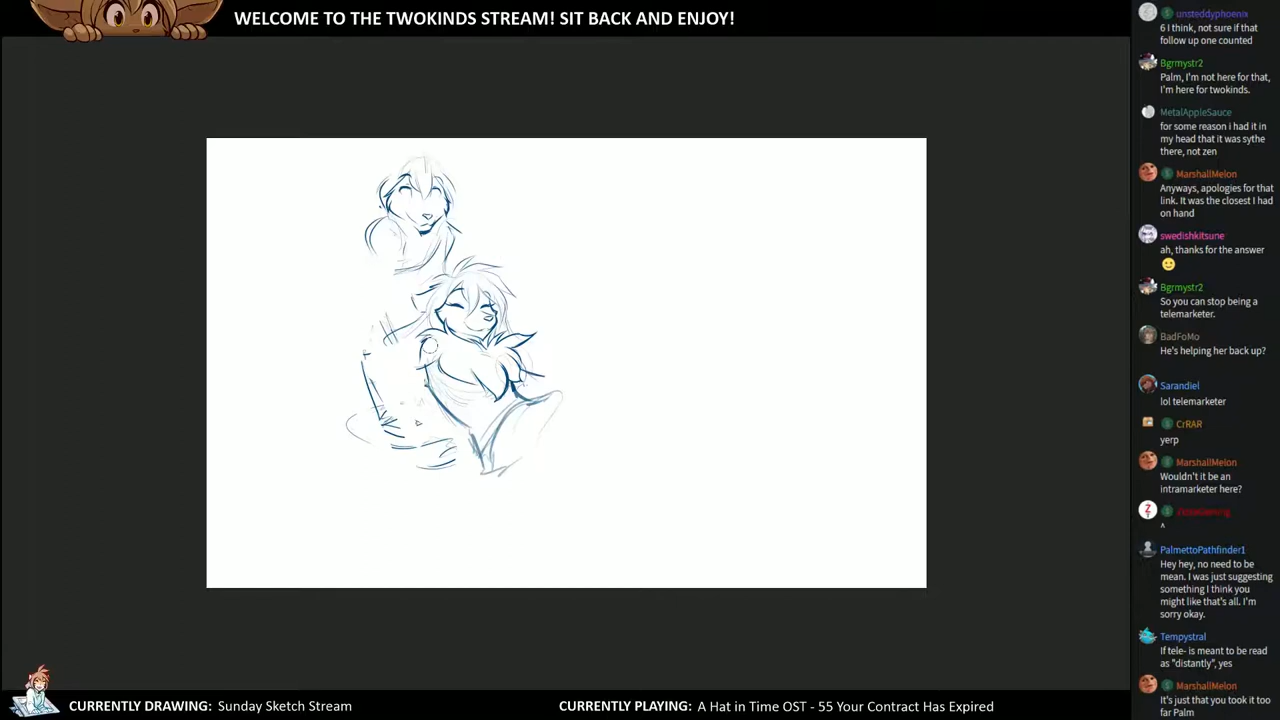 WELCOME TO THE TWOKINDS STREAM! SIT BACK AND ENJOY!
unsteddyphoenix
6 I think, not sure if that
follow up one counted
Bgrmystr2
Palm, I'm not here for that,
I'm here for twokinds.
MetalAppleSauce
for some reason i had it in
my head that it was sythe
there, not zen
MarshallMelon
Anyways, apologies for that
link. It was the closest I had
on hand
swedishkitsune
ah, thanks for the answer
Bgrmystr2
So you can stop being a
telemarketer.
BadFoMo
He's helping her back up?
Sarandiel
lol telemarketer
CrRAR
yerp
MarshallMelon
Wouldn't it be an
intramarketer here?
^
PalmettoPathfinder1
Hey hey, no need to be
mean. I was just suggesting
something I think you
might like that's all. I'm
sorry okay.
Tempystral
If tele- is meant to be read
as "distantly", yes
MarshallMelon
It's just that you took it too
far Palm
CURRENTLY DRAWING: Sunday Sketch Stream
CURRENTLY PLAYING: A Hat in Time OST - 55 Your Contract Has Expired